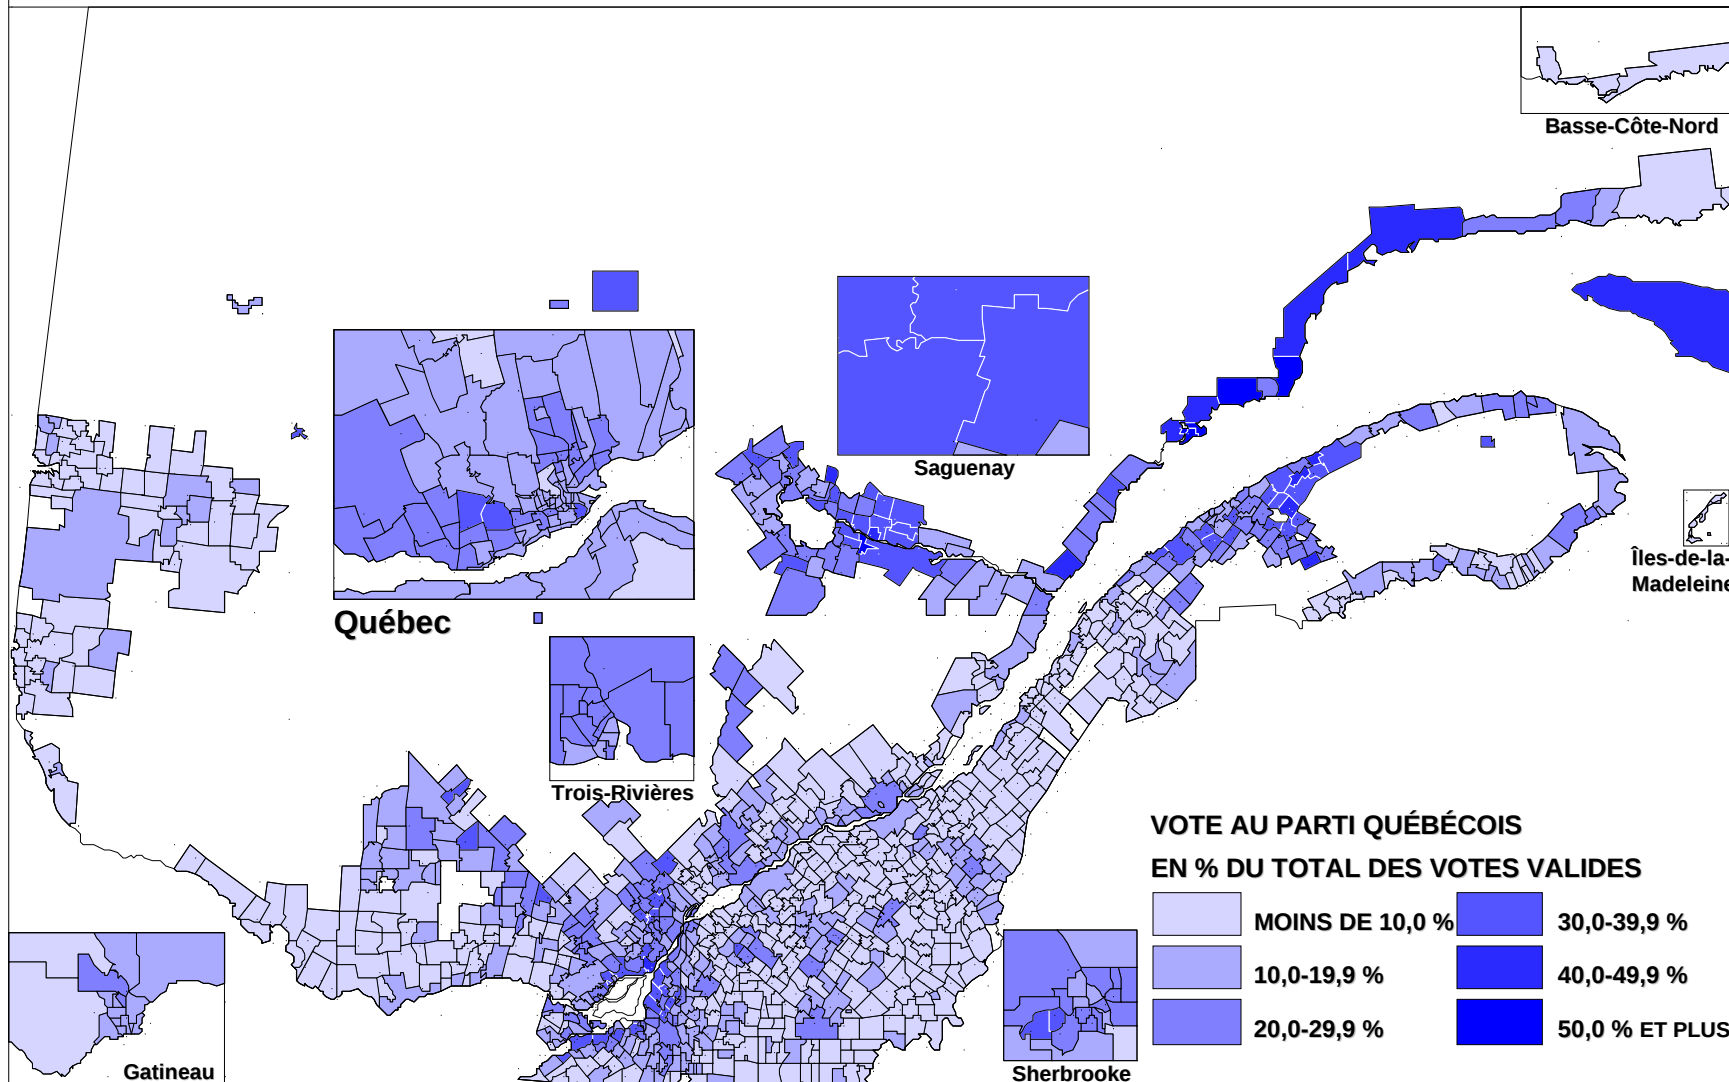 Basse-Côte-Nord
Saguenay
Îles-de-la-
Madeleine
Québec
Trois-Rivières
VOTE AU PARTI QUÉBÉCOIS
EN % DU TOTAL DES VOTES VALIDES
MOINS DE 10,0 %
30,0-39,9 %
10,0-19,9 %
40,0-49,9 %
20,0-29,9 %
50,0 % ET PLUS
Gatineau
Sherbrooke